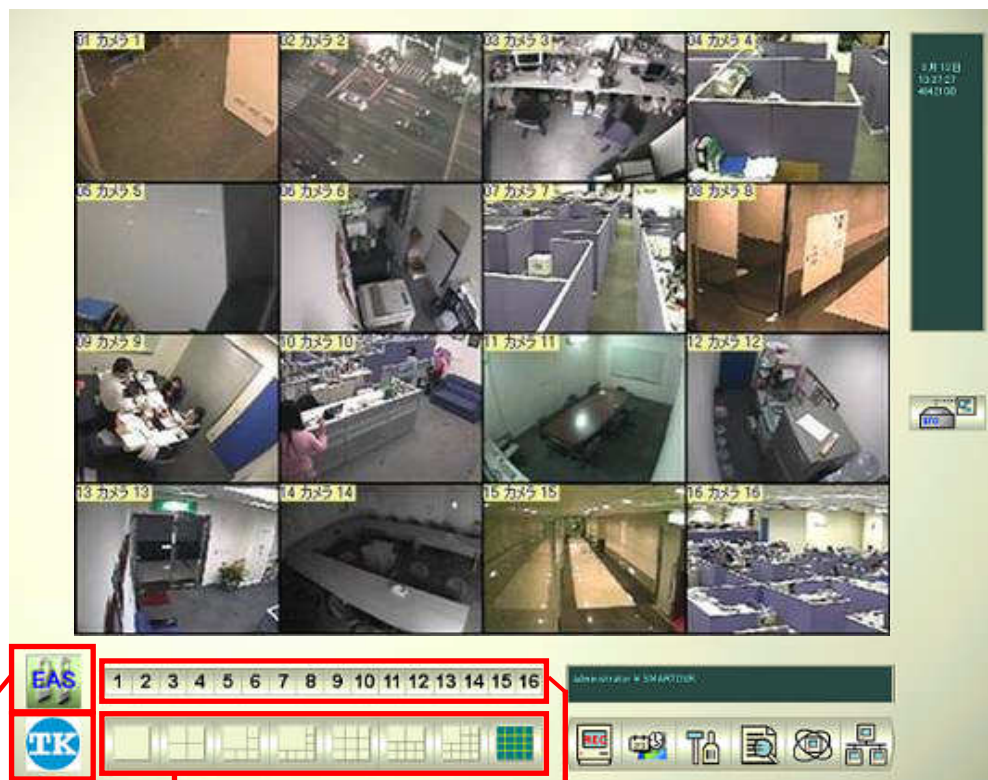 01 カメラ 1
02 カメラ 2
03 カメラ 3
04 カメラ 4
05 カメラ 5
06 カメラ 6
07 カメラ 7
08 カメラ 8
09 カメラ 9
10 カメラ 10
11 カメラ 11
12 カメラ 12
13 カメラ 13
14 カメラ 14
15 カメラ 15
16 カメラ 16
EAS
1 2 3 4 5 6 7 8 9 10 11 12 13 14 15 16
administrator
TK
REC